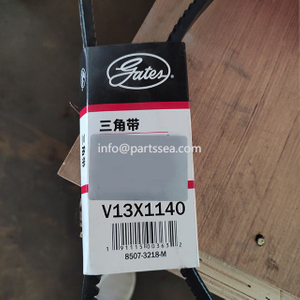 Gates
三角带
info@partssea.com
V13X1140
8507-3218-M